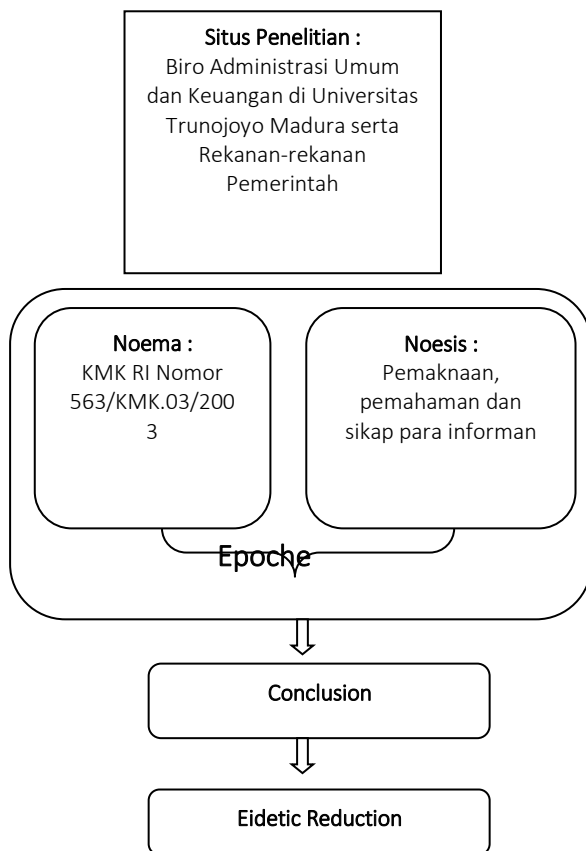 Situs Penelitian :
Biro Administrasi Umum
dan Keuangan di Universitas
Trunojoyo Madura serta
Rekanan-rekanan
Pemerintah
Noema :
KMK RI Nomor
563/KMK.03/200
3
Noesis :
Pemaknaan,
pemahaman dan
sikap para informan
Epoche
Conclusion
Eidetic Reduction